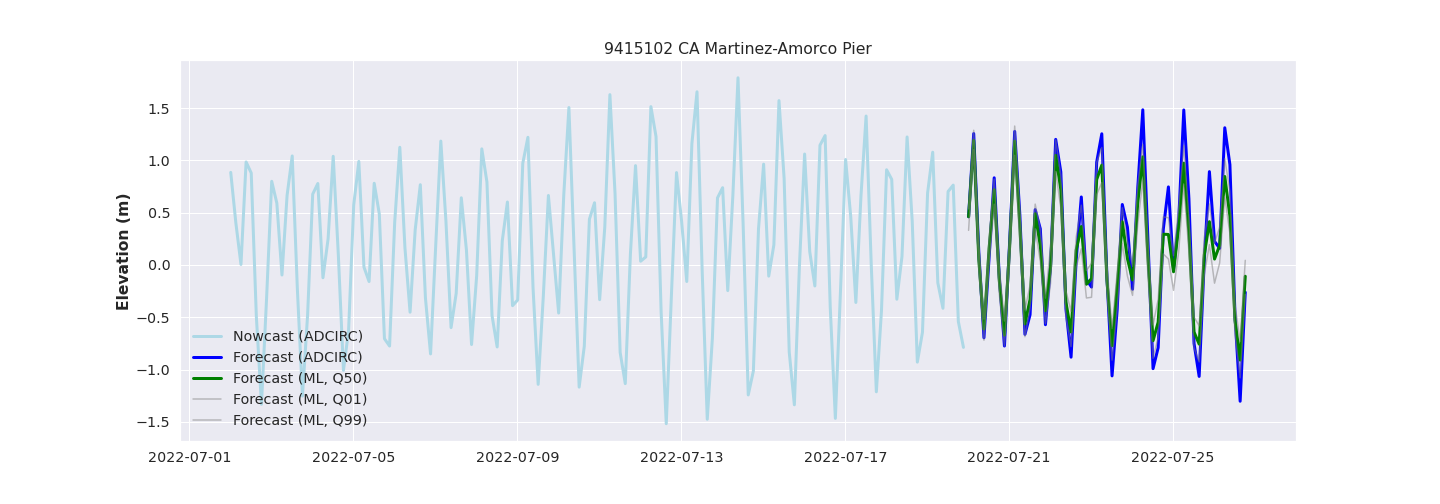 9415102 CA Martinez-Amorco Pier
Elevation (m)
1.5
1.0
0.5
0.0
−0.5
−1.0
−1.5
Nowcast (ADCIRC)
Forecast (ADCIRC)
Forecast (ML, Q50)
Forecast (ML, Q01)
Forecast (ML, Q99)
2022-07-01 2022-07-05 2022-07-09 2022-07-13 2022-07-17 2022-07-21 2022-07-25